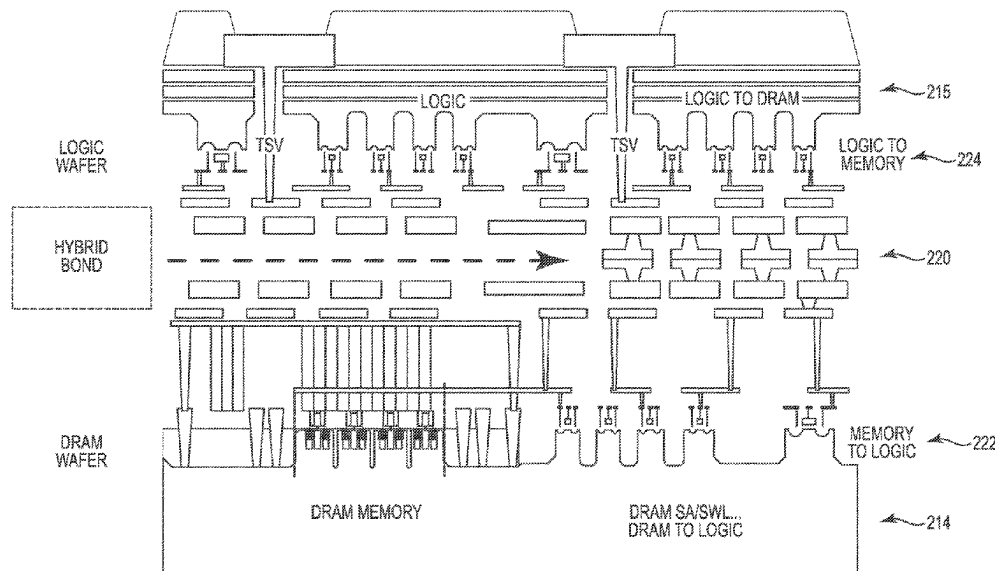 LOGIC
LOGIC TO DRAM
215
LOGIC
WAFER
TSV
TSV
LOGIC TO
MEMORY
224
HYBRID
BOND
220
DRAM
WAFER
MEMORY
TO LOGIC
222
DRAM MEMORY
DRAM SA/SWL...
DRAM TO LOGIC
214